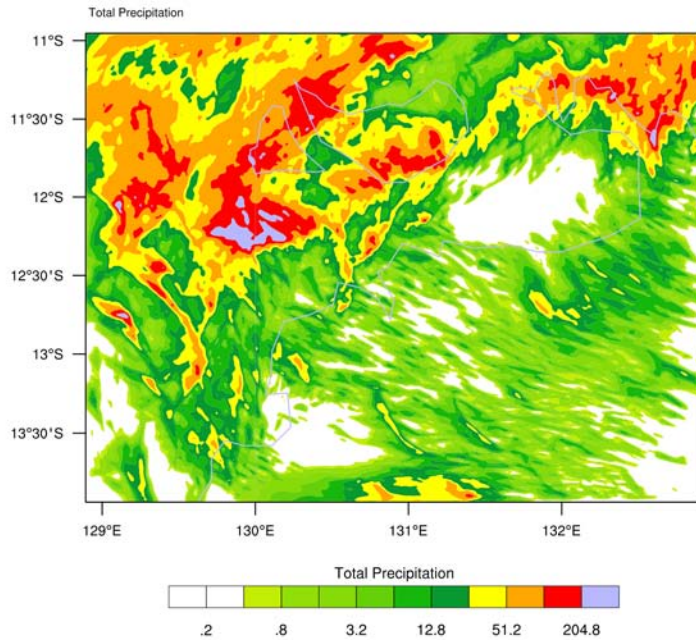 Total Precipitation
11°S
11°30'S
12°S
12°30'S
13°S
13°30'S
129°E
130°E
131°E
132°E
Total Precipitation
.2
.8
3.2
12.8
51.2
204.8